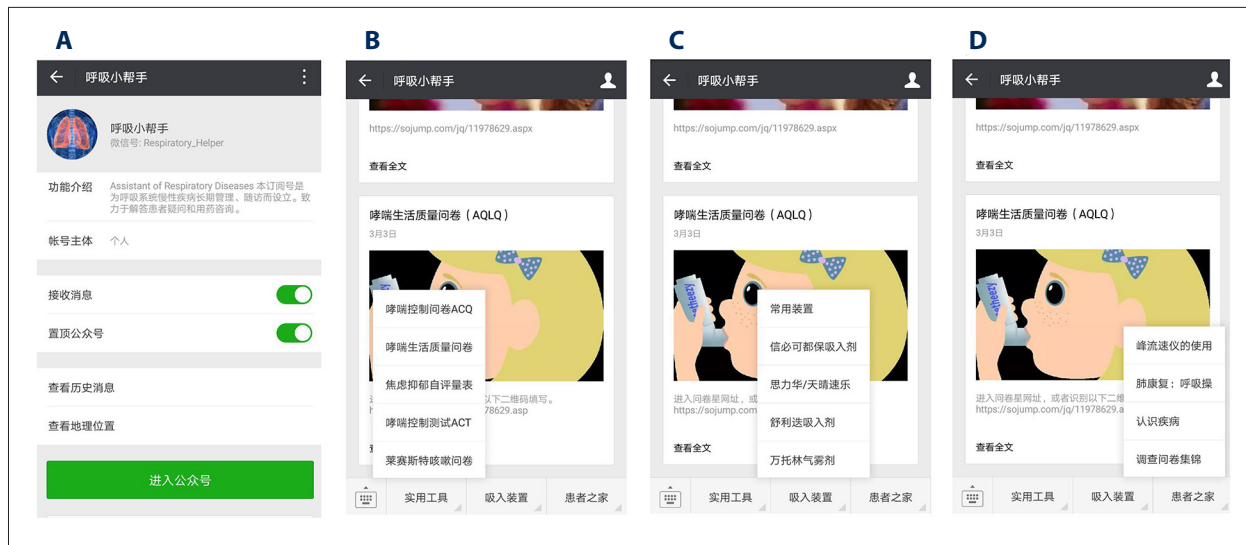 A
呼吸小帮手
呼吸小帮手
微信号: Respiratory_Helper
功能介绍
Assistant of Respiratory Diseases 本订阅号是
为呼吸系统慢性疾病长期管理、随访而设立。致
力于解答患者疑问和用药咨询。
帐号主体 个人
接收消息
置顶公众号
查看历史消息
查看地理位置
进入公众号
B
呼吸小帮手
https://sojump.com/jq/11978629.aspx
查看全文
哮喘生活质量问卷（AQLQ）
3月3日
哮喘控制问卷ACQ
哮喘生活质量问卷
焦虑抑郁自评量表
哮喘控制测试ACT
莱赛斯特咳嗽问卷
进
以下二维码填写。
78629.asp
实用工具
吸入装置
患者之家
C
呼吸小帮手
https://sojump.com/jq/11978629.aspx
查看全文
哮喘生活质量问卷（AQLQ）
3月3日
常用装置
信必可都保吸入剂
思力华/天晴速乐
舒利迭吸入剂
万托林气雾剂
进入问卷星网址，或
https://sojump.com
查看全文
实用工具
吸入装置
患者之家
D
呼吸小帮手
https://sojump.com/jq/11978629.aspx
查看全文
哮喘生活质量问卷（AQLQ）
3月3日
峰流速仪的使用
肺康复：呼吸操
认识疾病
调查问卷集锦
进入问卷星网址，或者识别以下二维
https://sojump.com/jq/11978629.a
查看全文
实用工具
吸入装置
患者之家